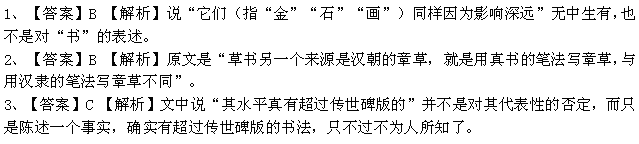 1、【答案】B 【解析】说“它们（指“金”“石”“画”）同样因为影响深远”无中生有,也
不是对“书”的表述。
2、【答案】B 【解析】原文是“草书另一个来源是汉朝的章草，就是用真书的笔法写章草,与
用汉隶的笔法写章草不同”。
3、【答案】C 【解析】文中说“其水平真有超过传世碑版的”并不是对其代表性的否定，而只
是陈述一个事实，确实有超过传世碑版的书法，只不过不为人所知了。